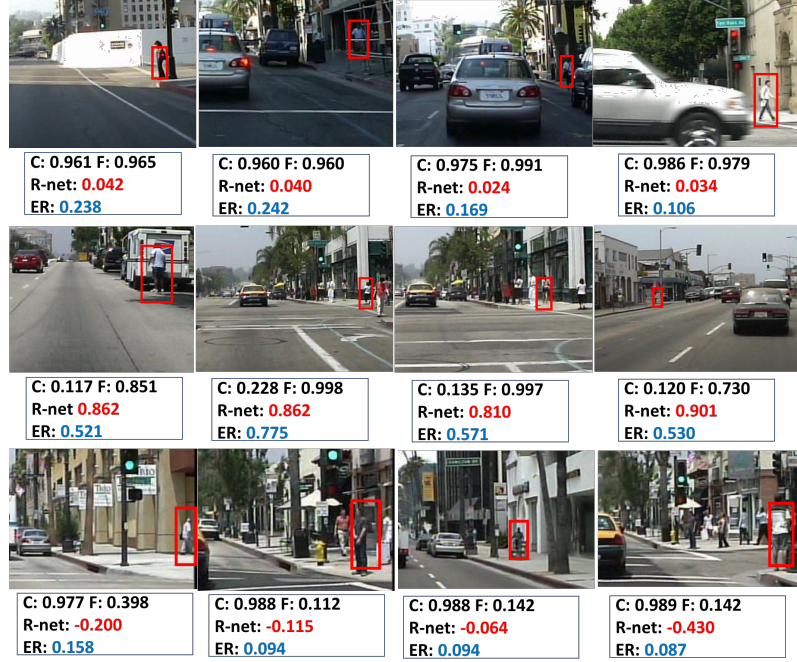 C: 0.961 F: 0.965
R-net: 0.042
ER: 0.238
C: 0.960 F: 0.960
R-net: 0.040
ER: 0.242
C: 0.975 F: 0.991
R-net: 0.024
ER: 0.169
C: 0.986 F: 0.979
R-net: 0.034
ER: 0.106
C: 0.117 F: 0.851
R-net 0.862
ER: 0.521
C: 0.228 F: 0.998
R-net: 0.862
ER: 0.775
C: 0.135 F: 0.997
R-net: 0.810
ER: 0.571
C: 0.120 F: 0.730
R-net: 0.901
ER: 0.530
C: 0.977 F: 0.398
R-net: -0.200
ER: 0.158
C: 0.988 F: 0.112
R-net: -0.115
ER: 0.094
C: 0.988 F: 0.142
R-net: -0.064
ER: 0.094
C: 0.989 F: 0.142
R-net: -0.430
ER: 0.087